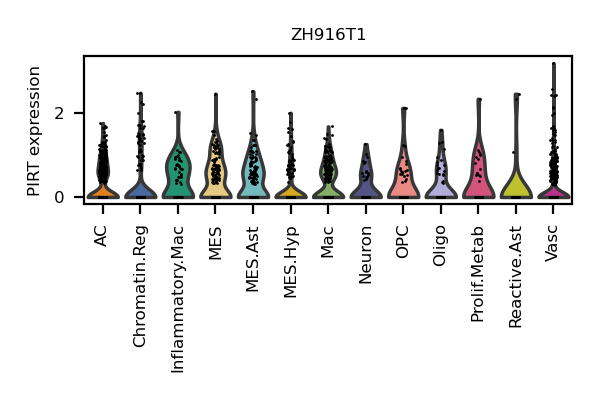 ZH916T1
PIRT expression
2
0
AC
Chromatin.Reg
Inflammatory.Mac
MES
MES.Ast
MES.Hyp
Mac
Neuron
OPC
Oligo
Prolif.Metab
Reactive.Ast
Vasc